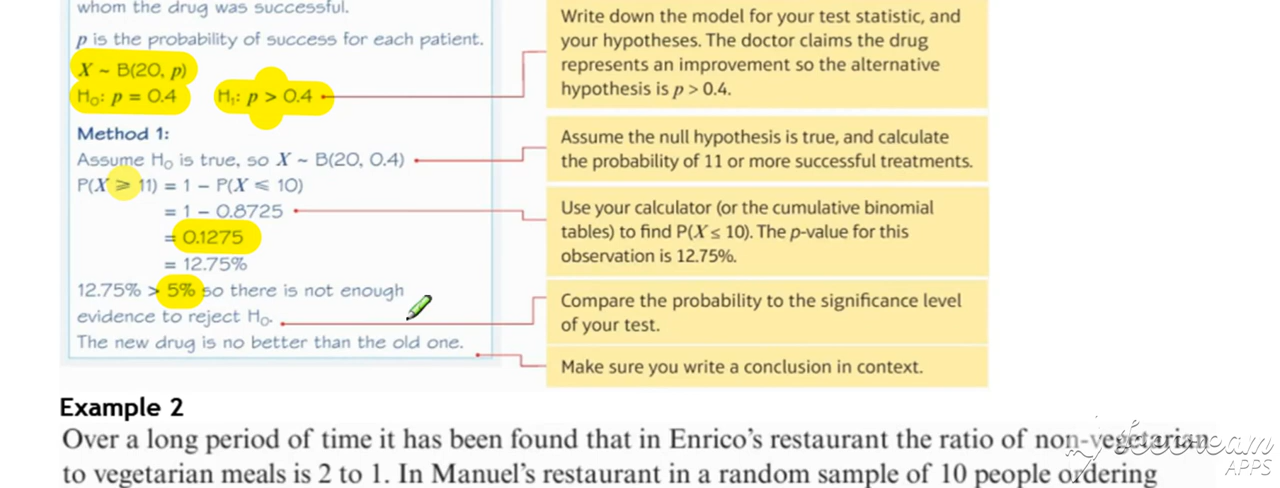 whom the drug was successful.
p is the probability of success for each patient.
X ~ B(20, p)
H₀: p = 0.4 H₁: p > 0.4
Method 1:
Assume H₀ is true, so X ~ B(20, 0.4)
P(X ⩾ 11) = 1 – P(X ⩽ 10)
= 1 – 0.8725
= 0.1275
= 12.75%
12.75% > 5% so there is not enough
evidence to reject H₀.
The new drug is no better than the old one.
Write down the model for your test statistic, and
your hypotheses. The doctor claims the drug
represents an improvement so the alternative
hypothesis is p > 0.4.
Assume the null hypothesis is true, and calculate
the probability of 11 or more successful treatments.
Use your calculator (or the cumulative binomial
tables) to find P(X ≤ 10). The p-value for this
observation is 12.75%.
Compare the probability to the significance level
of your test.
Make sure you write a conclusion in context.
Example 2
Over a long period of time it has been found that in Enrico's restaurant the ratio of non-vegetarian
to vegetarian meals is 2 to 1. In Manuel's restaurant in a random sample of 10 people ordering
APPS